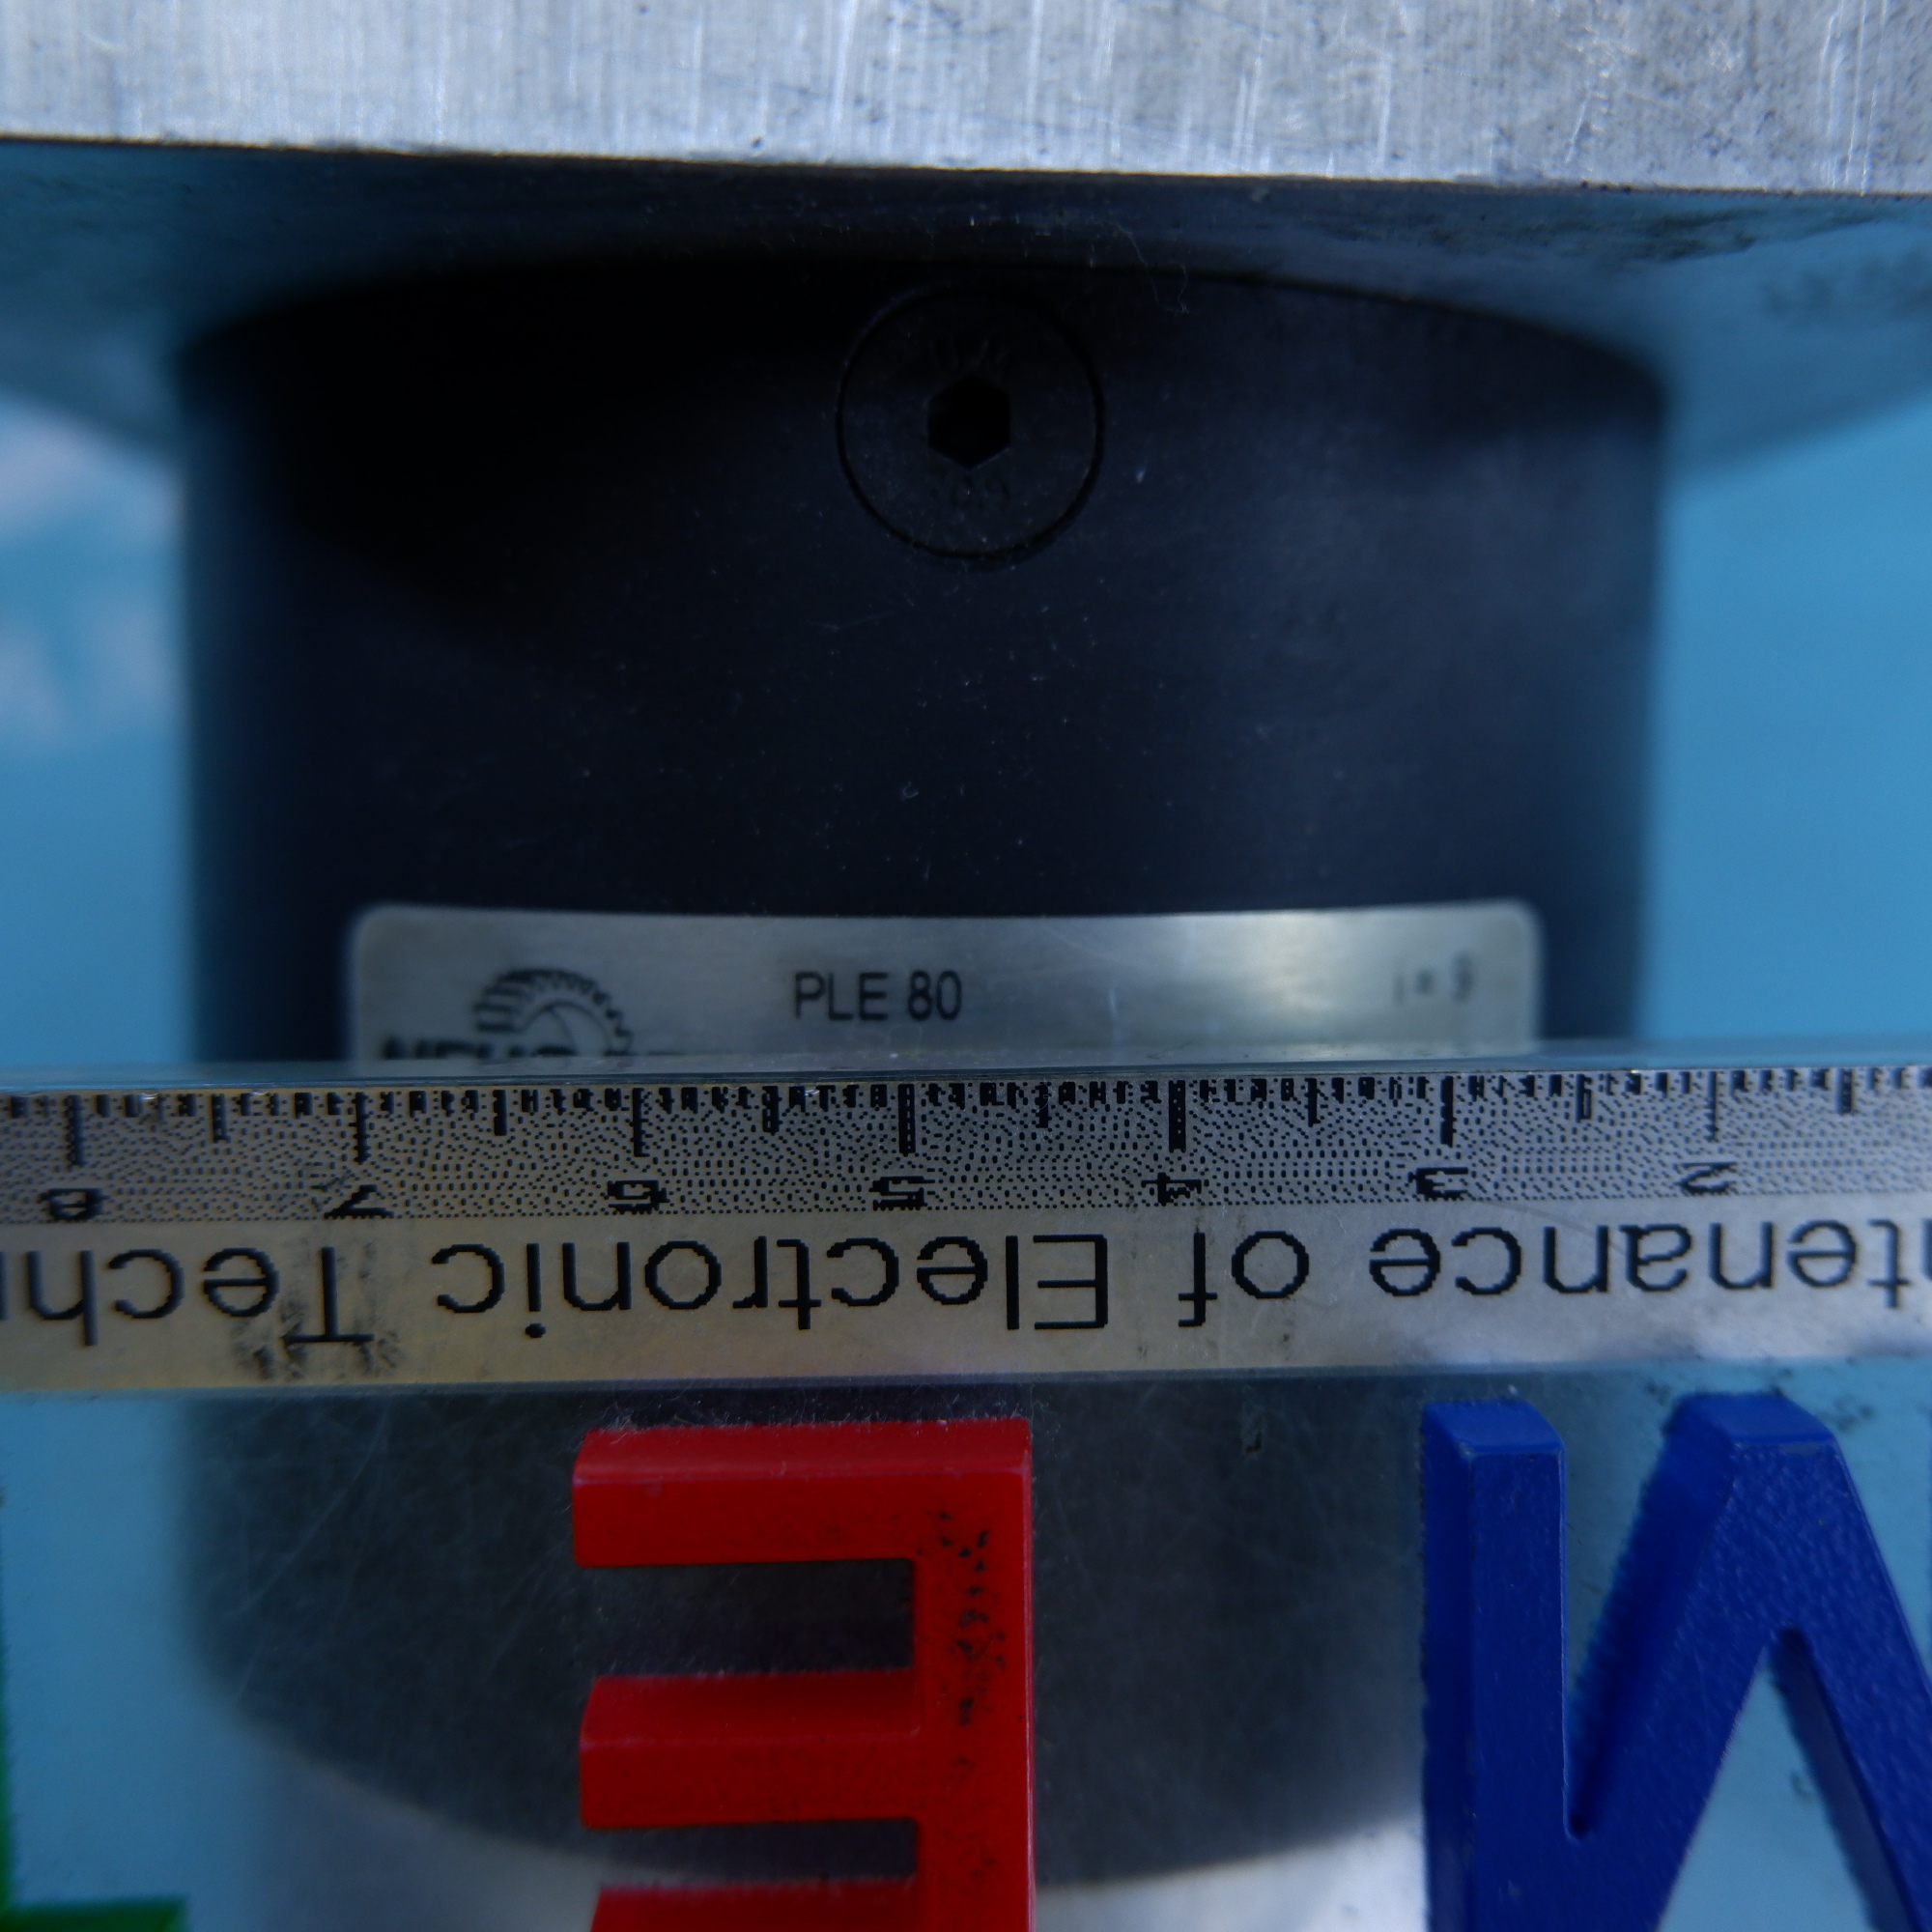 PLE 80
8 7 6 5 4 3 2
tenance of Electronic Tech
E N